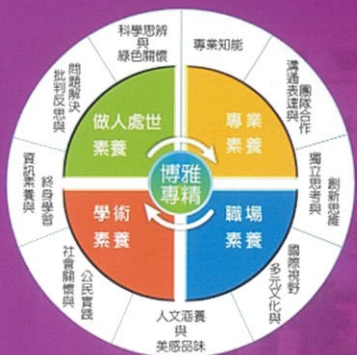 科學思辨
與
綠色關懷
專業知能
溝通表達與
團隊合作
獨立思考與
創新思維
多元文化與
國際視野
人文涵養
與
美感品味
社會關懷與
公民實踐
資訊素養與
終身學習
批判反思與
問題解決
做人處世
素養
專業
素養
博雅
專精
學術
素養
職場
素養